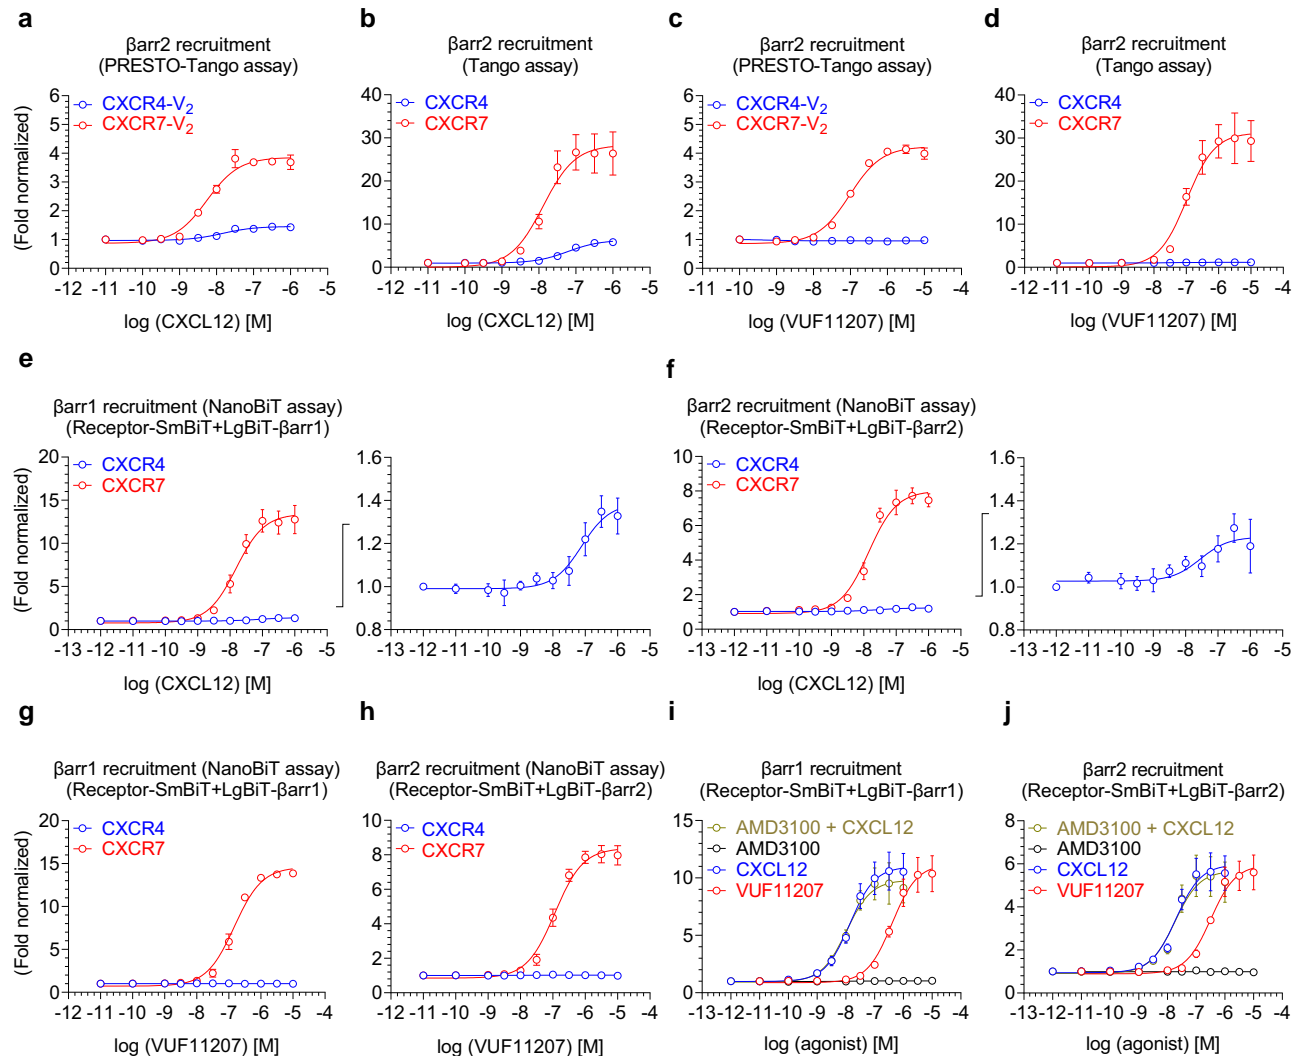 a
βarr2 recruitment
(PRESTO-Tango assay)
CXCR4-V2
CXCR7-V2
(Fold normalized)
6
5
4
3
2
1
0
-12 -11 -10 -9 -8 -7 -6 -5
log (CXCL12) [M]
b
βarr2 recruitment
(Tango assay)
CXCR4
CXCR7
40
30
20
10
0
-12 -11 -10 -9 -8 -7 -6 -5
log (CXCL12) [M]
c
βarr2 recruitment
(PRESTO-Tango assay)
CXCR4-V2
CXCR7-V2
6
5
4
3
2
1
0
-11 -10 -9 -8 -7 -6 -5 -4
log (VUF11207) [M]
d
βarr2 recruitment
(Tango assay)
CXCR4
CXCR7
40
30
20
10
0
-12 -11 -10 -9 -8 -7 -6 -5 -4
log (VUF11207) [M]
e
βarr1 recruitment (NanoBiT assay)
(Receptor-SmBiT+LgBiT-βarr1)
CXCR4
CXCR7
(Fold normalized)
20
15
10
5
0
-13 -12 -11 -10 -9 -8 -7 -6 -5
log (CXCL12) [M]
1.6
1.4
1.2
1.0
0.8
-13 -12 -11 -10 -9 -8 -7 -6 -5
f
βarr2 recruitment (NanoBiT assay)
(Receptor-SmBiT+LgBiT-βarr2)
CXCR4
CXCR7
10
8
6
4
2
0
-13 -12 -11 -10 -9 -8 -7 -6 -5
log (CXCL12) [M]
1.6
1.4
1.2
1.0
0.8
-13 -12 -11 -10 -9 -8 -7 -6 -5
g
βarr1 recruitment (NanoBiT assay)
(Receptor-SmBiT+LgBiT-βarr1)
CXCR4
CXCR7
(Fold normalized)
20
15
10
5
0
-12 -11 -10 -9 -8 -7 -6 -5 -4
log (VUF11207) [M]
h
βarr2 recruitment (NanoBiT assay)
(Receptor-SmBiT+LgBiT-βarr2)
CXCR4
CXCR7
10
8
6
4
2
0
-12 -11 -10 -9 -8 -7 -6 -5 -4
log (VUF11207) [M]
i
βarr1 recruitment
(Receptor-SmBiT+LgBiT-βarr1)
AMD3100 + CXCL12
AMD3100
CXCL12
VUF11207
15
10
5
0
-13 -12 -11 -10 -9 -8 -7 -6 -5 -4
log (agonist) [M]
j
βarr2 recruitment
(Receptor-SmBiT+LgBiT-βarr2)
AMD3100 + CXCL12
AMD3100
CXCL12
VUF11207
8
6
4
2
0
-13 -12 -11 -10 -9 -8 -7 -6 -5 -4
log (agonist) [M]